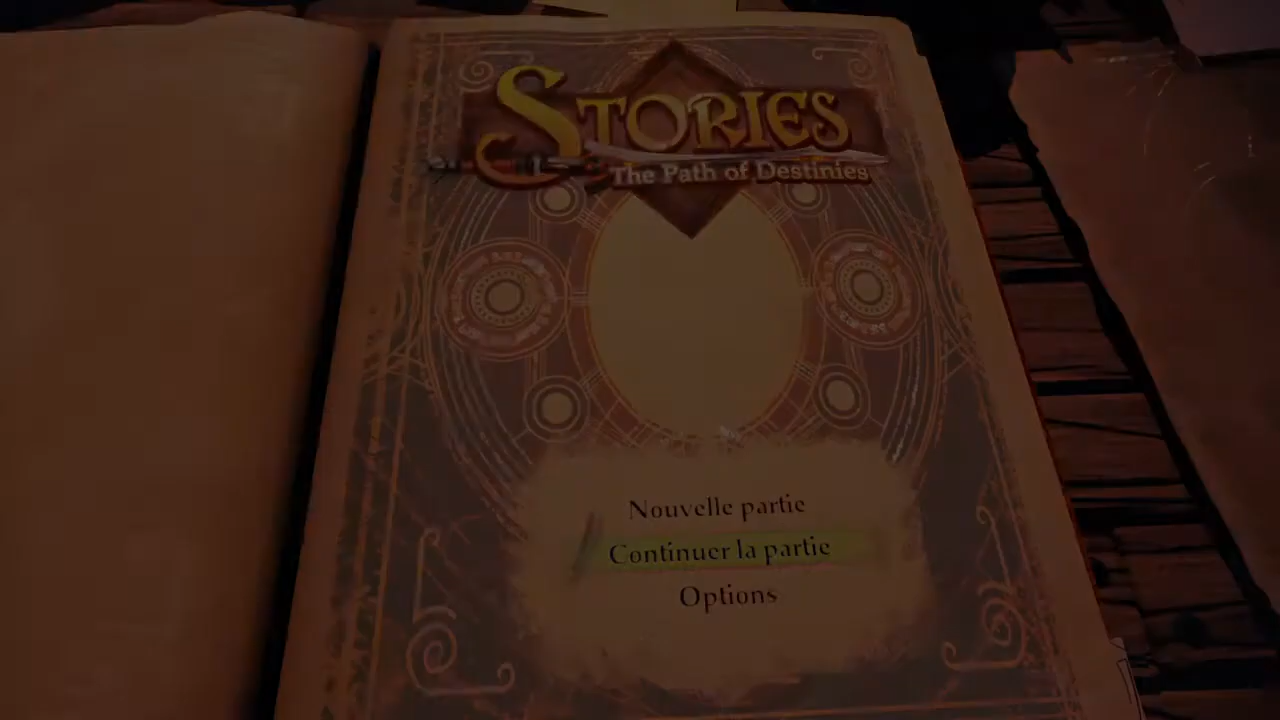 STORIES
The Path of Destinies
Nouvelle partie
Continuer la partie
Options